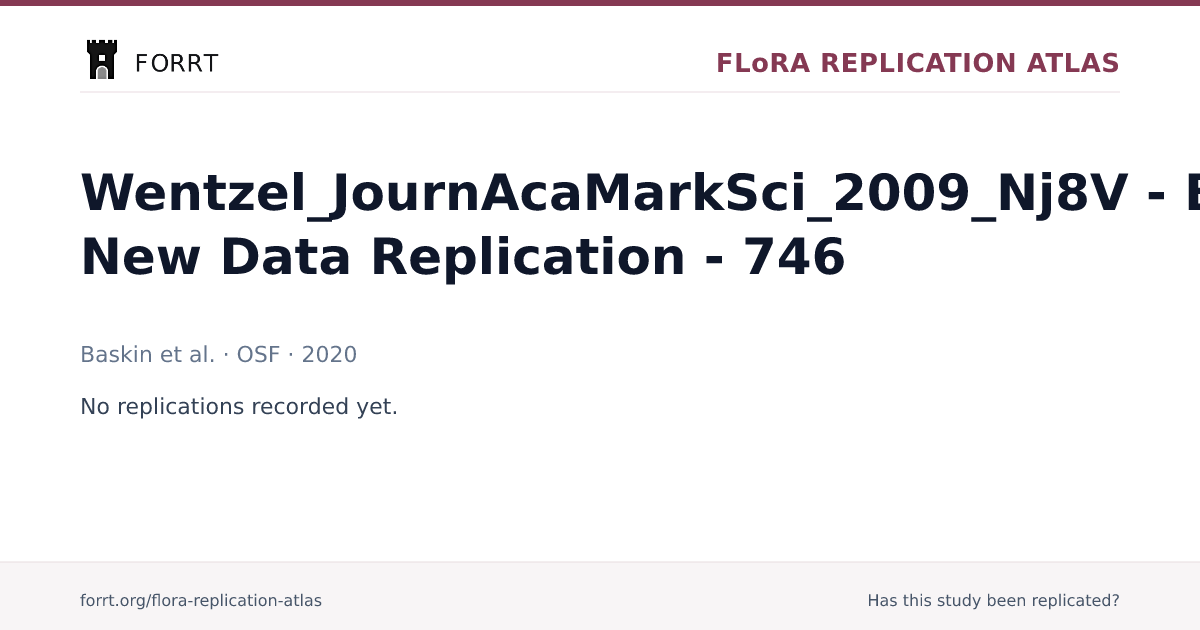 FORRT
FLoRA REPLICATION ATLAS
Wentzel_JournAcaMarkSci_2009_Nj8V -
New Data Replication - 746
Baskin et al. · OSF · 2020
No replications recorded yet.
forrt.org/flora-replication-atlas
Has this study been replicated?